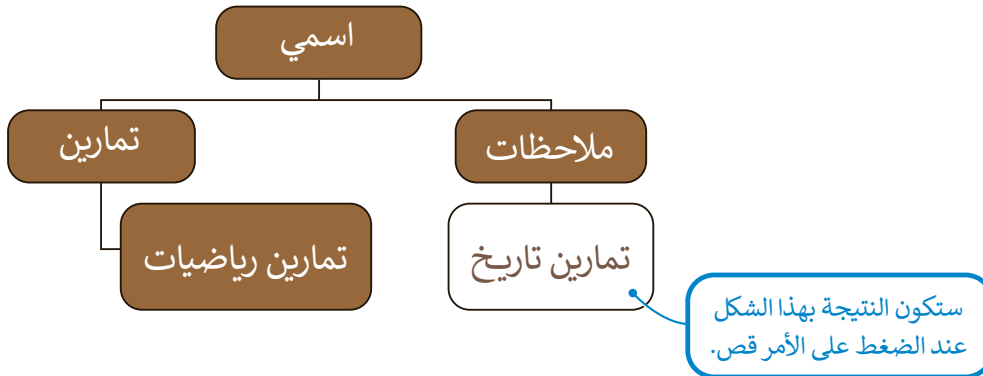 اسمي
ملاحظات
تمارين
تمارين تاريخ
تمارين رياضيات
ستكون النتيجة بهذا الشكل
عند الضغط على الأمر قص.